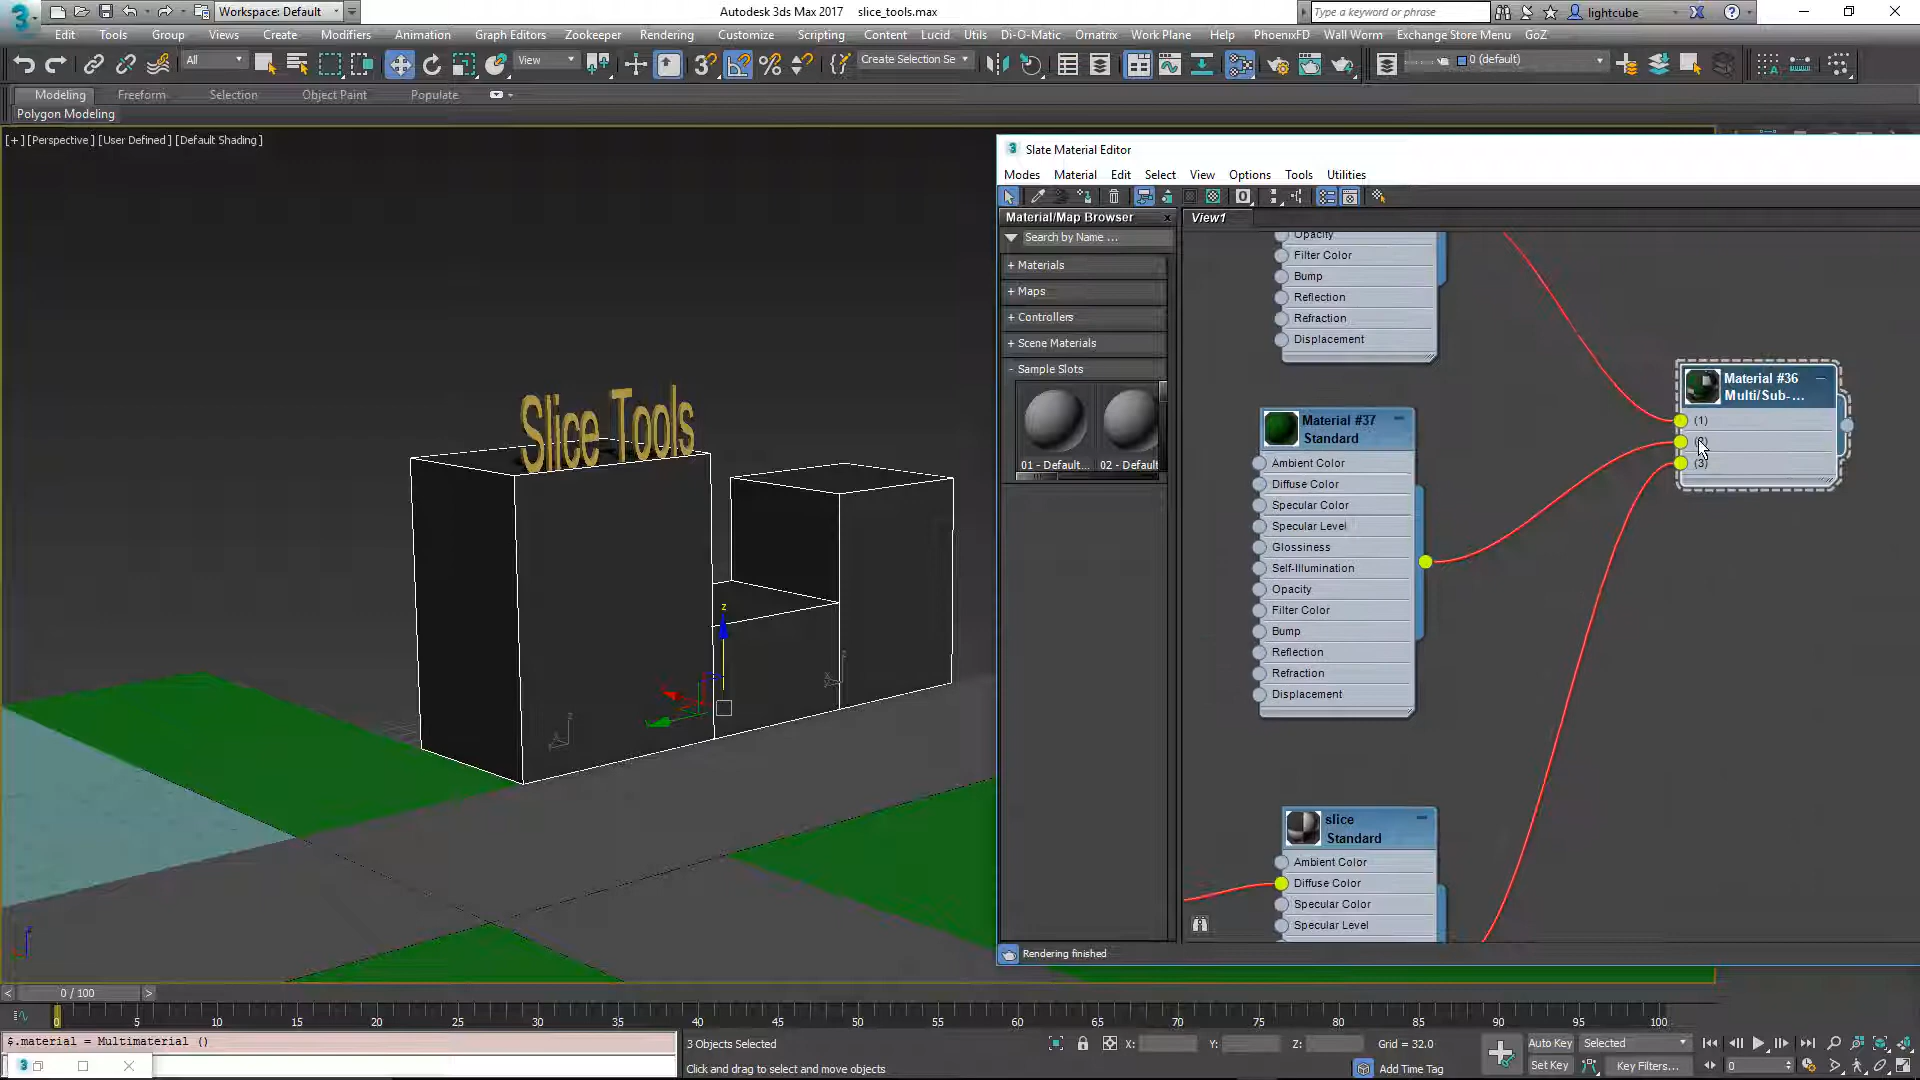 Workspace: Default
Autodesk 3ds Max 2017 slice_tools.max
Type a keyword or phrase
lightcube
Edit Tools Group Views Create Modifiers Animation Graph Editors Zookeeper Rendering Customize Scripting Content Lucid Utils Di-O-Matic Ornatrix Work Plane Help PhoenixFD Wall Worm Exchange Store Menu GoZ
All View Create Selection Se 0 (default)
Modeling Freeform Selection Object Paint Populate
Polygon Modeling
[+] [Perspective] [User Defined] [Default Shading]
Slice Tools
z
Slate Material Editor
Modes Material Edit Select View Options Tools Utilities
Material/Map Browser
Search by Name ...
+ Materials
+ Maps
+ Controllers
+ Scene Materials
- Sample Slots
01 - Default... 02 - Default
View1
Opacity
Filter Color
Bump
Reflection
Refraction
Displacement
Material #36
Multi/Sub-...
(1)
(3)
Material #37
Standard
Ambient Color
Diffuse Color
Specular Color
Specular Level
Glossiness
Self-Illumination
Opacity
Filter Color
Bump
Reflection
Refraction
Displacement
slice
Standard
Ambient Color
Diffuse Color
Specular Color
Specular Level
Rendering finished
< 0 / 100 >
0 5 10 15 20 25 30 35 40 45 50 55 60 65 70 75 80 85 90 95 100
$.material = Multimaterial ()
3 Objects Selected
X: Y: Z: Grid = 32.0
Auto Key Selected
Click and drag to select and move objects
Add Time Tag
Set Key Key Filters...
0